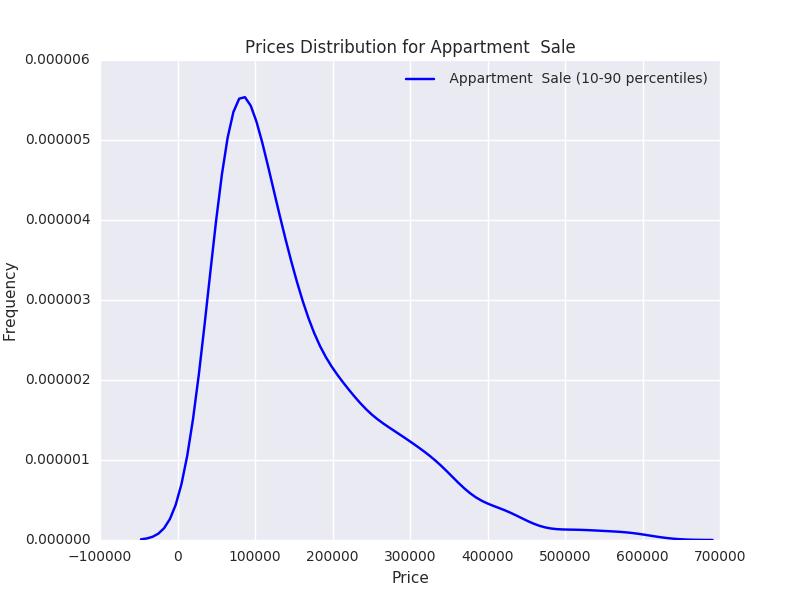 Prices Distribution for Appartment  Sale
Appartment  Sale (10-90 percentiles)
0.000006
0.000005
0.000004
0.000003
0.000002
0.000001
0.000000
Frequency
−100000 0 100000 200000 300000 400000 500000 600000 700000
Price